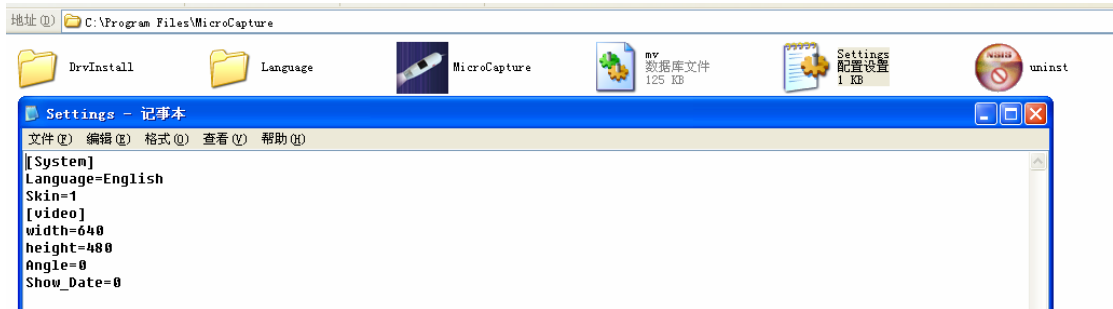 地址(D) C:\Program Files\MicroCapture
DrvInstall
Language
MicroCapture
mv
数据库文件
125 KB
Settings
配置设置
1 KB
NSIS
uninst
Settings - 记事本
文件(F) 编辑(E) 格式(O) 查看(V) 帮助(H)
[System]
Language=English
Skin=1
[video]
width=640
height=480
Angle=0
Show_Date=0